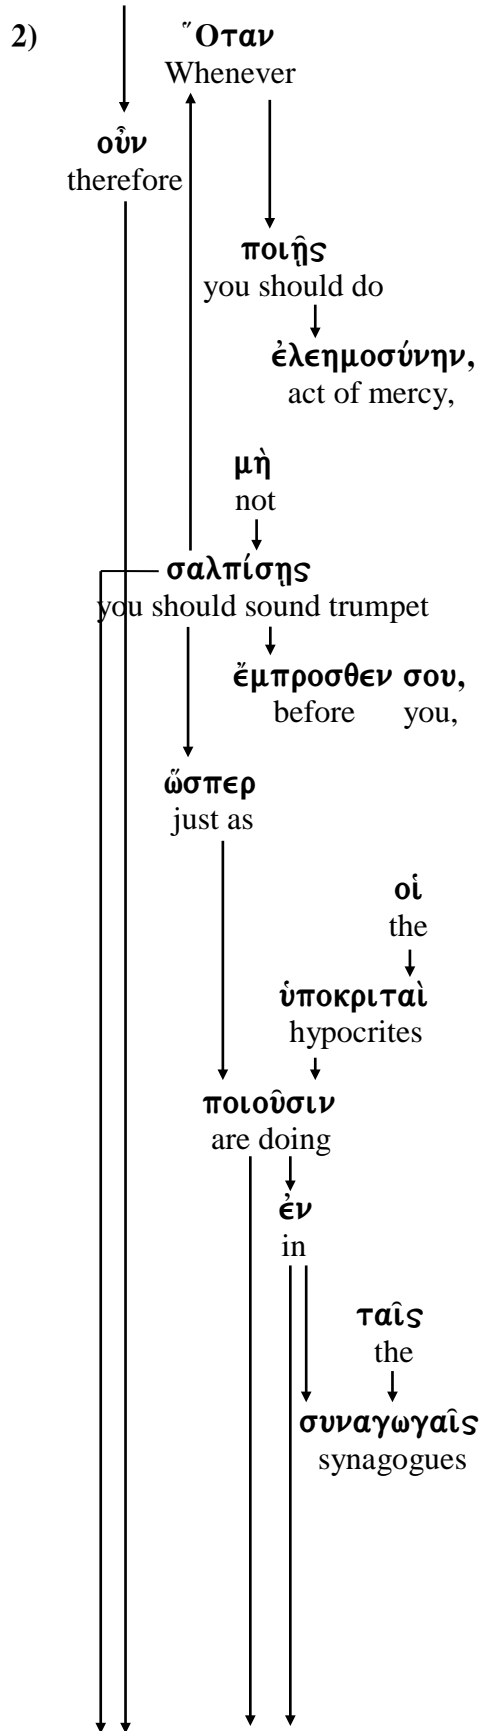 2) Ὅταν
Whenever
οὖν
therefore
ποιῇς
you should do
ἐλεημοσύνην,
act of mercy,
μὴ
not
σαλπίσῃς
you should sound trumpet
ἔμπροσθεν σου,
before you,
ὥσπερ
just as
οἱ
the
ὑποκριταὶ
hypocrites
ποιοῦσιν
are doing
ἐν
in
ταῖς
the
συναγωγαῖς
synagogues